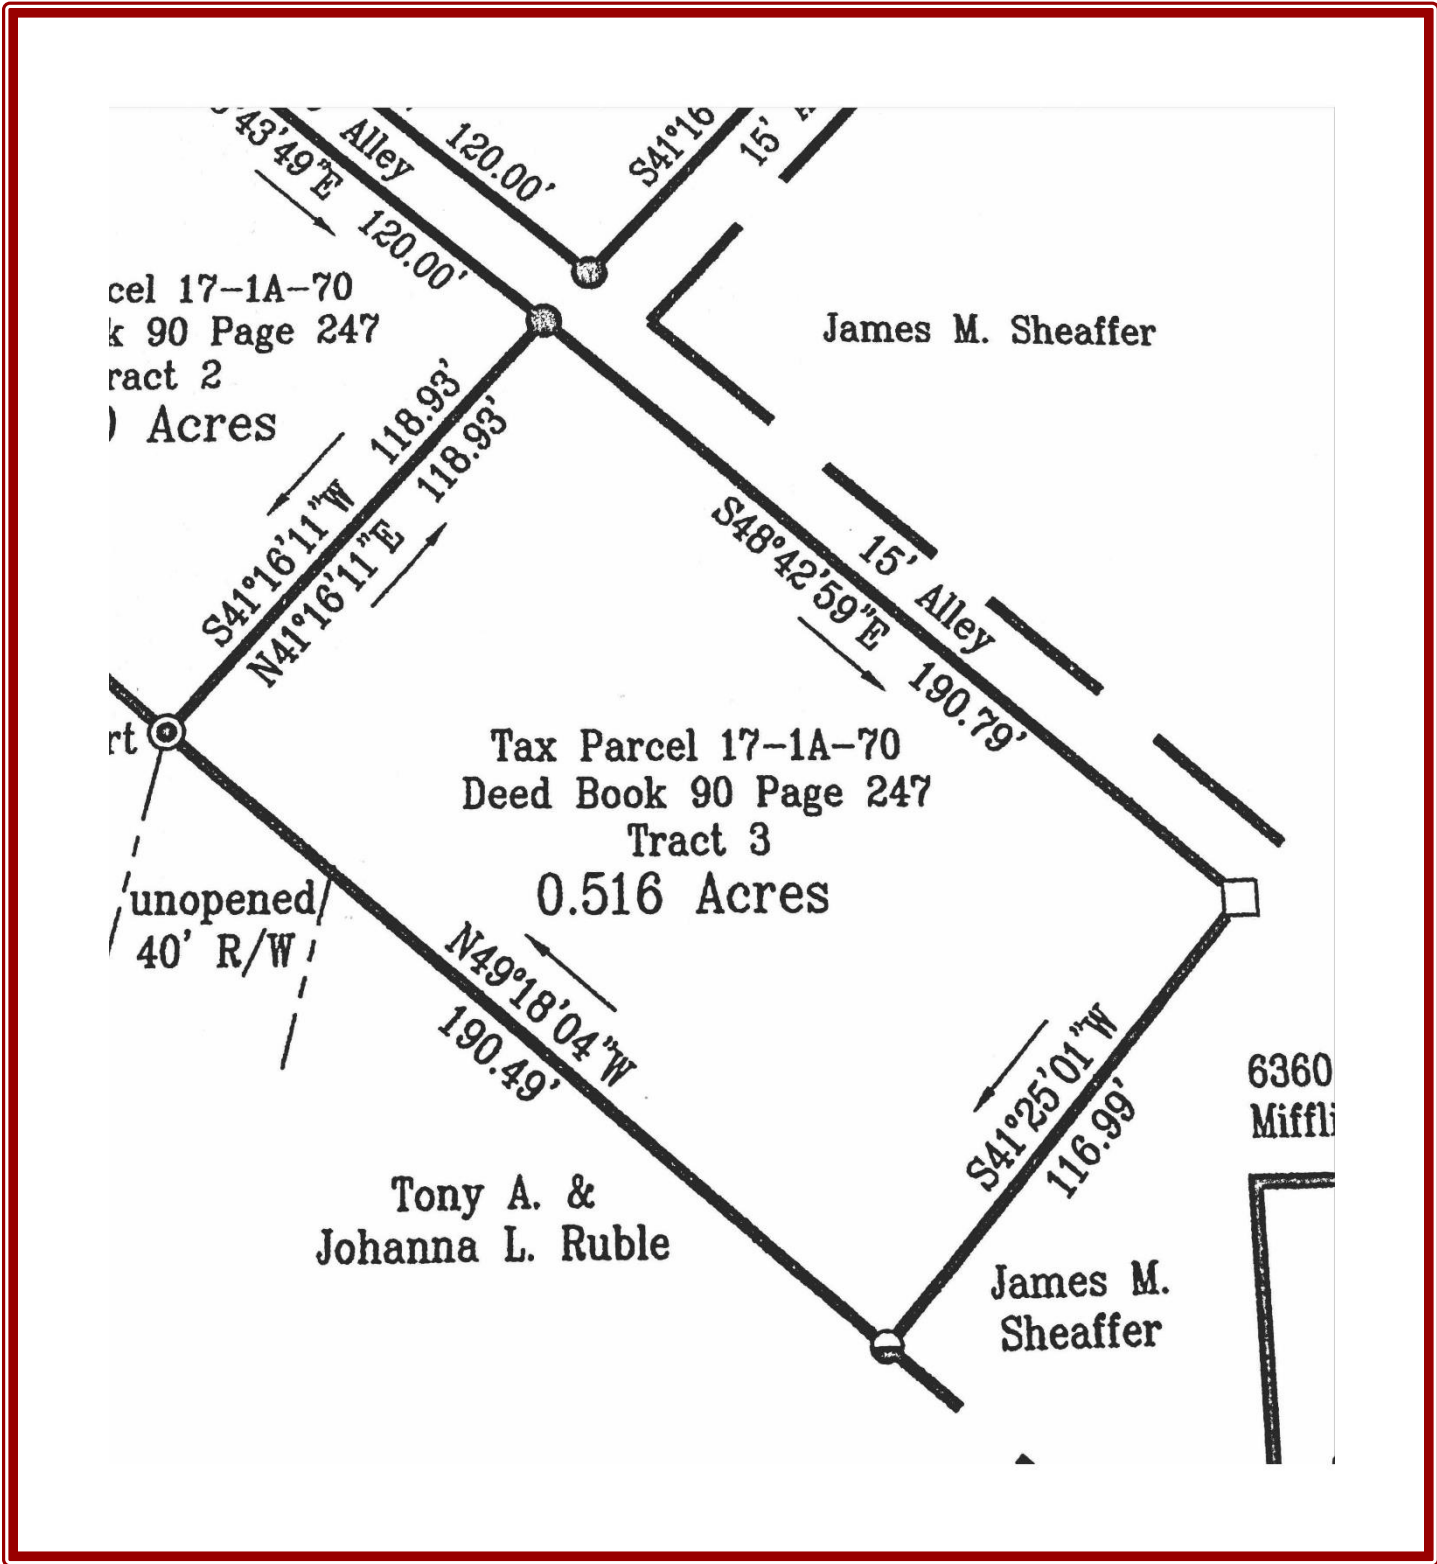 °43'49"E 120.00'
Alley
120.00'
S41°16
15'
cel 17-1A-70
k 90 Page 247
ract 2
) Acres
James M. Sheaffer
S41°16'11"W 118.93'
N41°16'11"E 118.93'
S48°42'59"E 190.79'
15' Alley
rt
Tax Parcel 17-1A-70
Deed Book 90 Page 247
Tract 3
0.516 Acres
unopened
40' R/W
N49°18'04"W
190.49'
S41°25'01"W
116.99'
6360
Miffli
Tony A. &
Johanna L. Ruble
James M.
Sheaffer